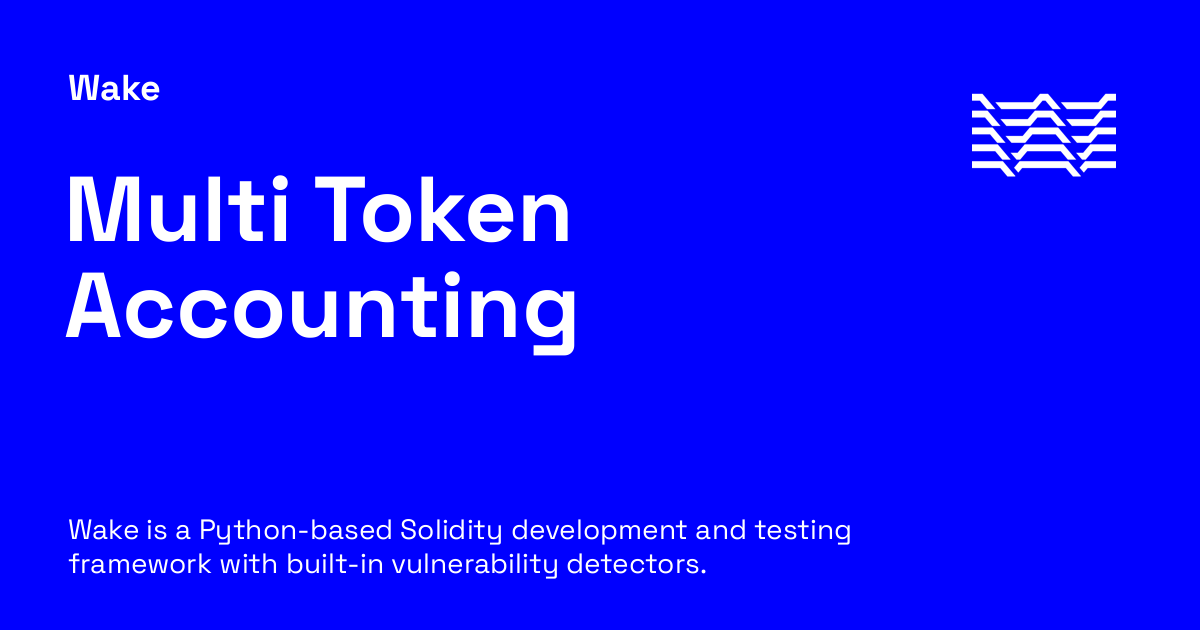 Wake
Multi Token
Accounting
Wake is a Python-based Solidity development and testing
framework with built-in vulnerability detectors.